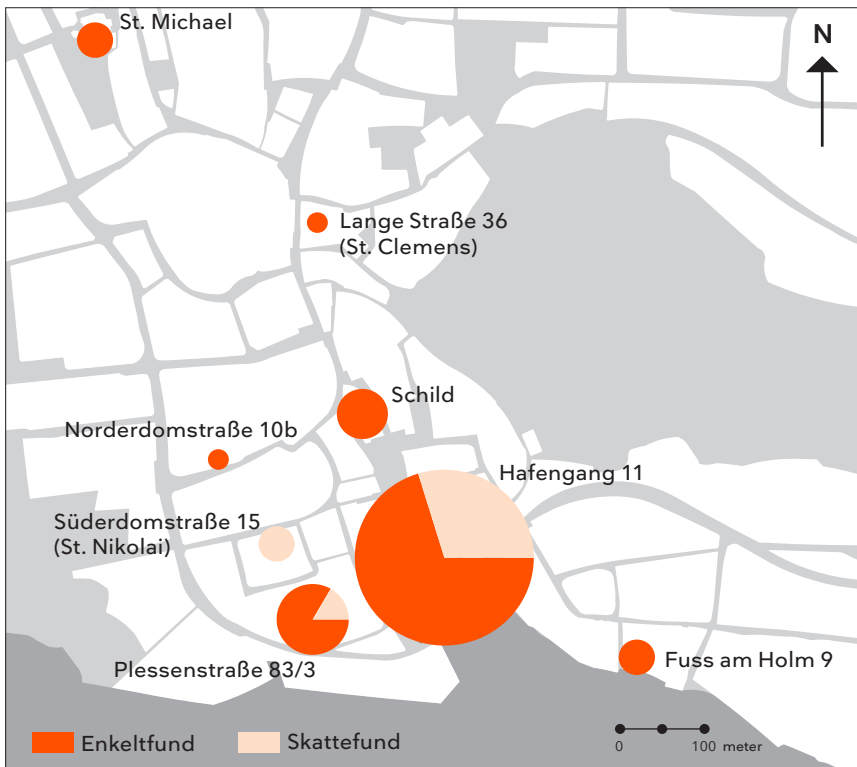 St. Michael
N
Lange Straße 36
(St. Clemens)
Schild
Norderdomstraße 10b
Hafengang 11
Süderdomstraße 15
(St. Nikolai)
Plessenstraße 83/3
Fuss am Holm 9
Enkeltfund
Skattefund
0
100 meter